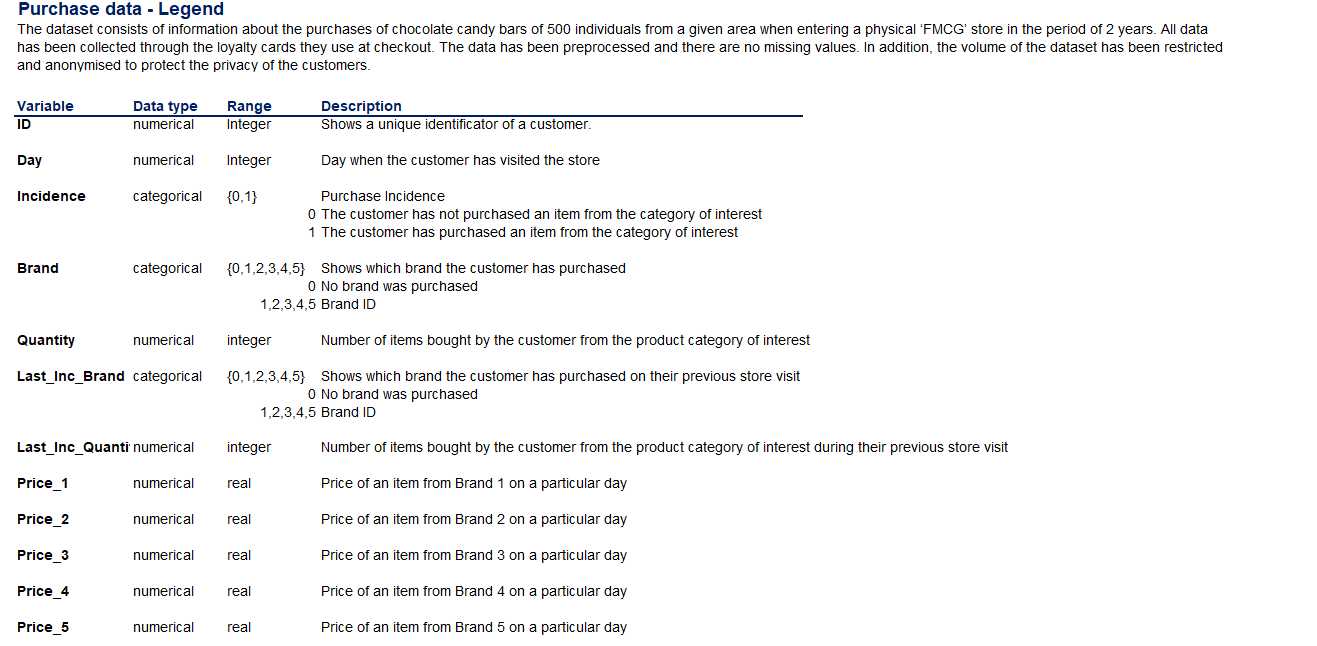 Purchase data - Legend
The dataset consists of information about the purchases of chocolate candy bars of 500 individuals from a given area when entering a physical ‘FMCG’ store in the period of 2 years. All data
has been collected through the loyalty cards they use at checkout. The data has been preprocessed and there are no missing values. In addition, the volume of the dataset has been restricted
and anonymised to protect the privacy of the customers.
Variable Data type Range Description
ID numerical Integer Shows a unique identificator of a customer.
Day numerical Integer Day when the customer has visited the store
Incidence categorical {0,1} Purchase Incidence
0 The customer has not purchased an item from the category of interest
1 The customer has purchased an item from the category of interest
Brand categorical {0,1,2,3,4,5} Shows which brand the customer has purchased
0 No brand was purchased
1,2,3,4,5 Brand ID
Quantity numerical integer Number of items bought by the customer from the product category of interest
Last_Inc_Brand categorical {0,1,2,3,4,5} Shows which brand the customer has purchased on their previous store visit
0 No brand was purchased
1,2,3,4,5 Brand ID
Last_Inc_Quanti numerical integer Number of items bought by the customer from the product category of interest during their previous store visit
Price_1 numerical real Price of an item from Brand 1 on a particular day
Price_2 numerical real Price of an item from Brand 2 on a particular day
Price_3 numerical real Price of an item from Brand 3 on a particular day
Price_4 numerical real Price of an item from Brand 4 on a particular day
Price_5 numerical real Price of an item from Brand 5 on a particular day